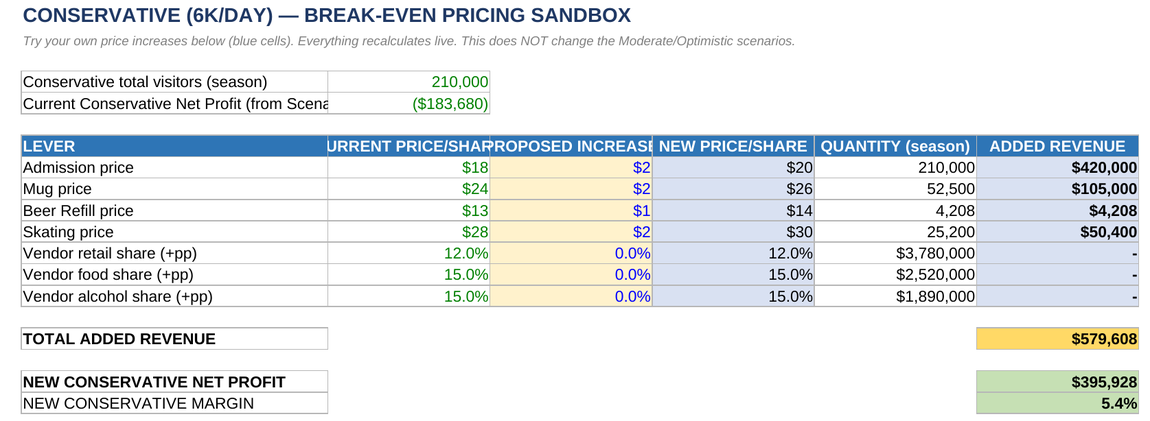 CONSERVATIVE (6K/DAY) — BREAK-EVEN PRICING SANDBOX
Try your own price increases below (blue cells). Everything recalculates live. This does NOT change the Moderate/Optimistic scenarios.
Conservative total visitors (season) 210,000
Current Conservative Net Profit (from Scena ($183,680)
LEVER URRENT PRICE/SHAR PROPOSED INCREASE NEW PRICE/SHARE QUANTITY (season) ADDED REVENUE
Admission price $18 $2 $20 210,000 $420,000
Mug price $24 $2 $26 52,500 $105,000
Beer Refill price $13 $1 $14 4,208 $4,208
Skating price $28 $2 $30 25,200 $50,400
Vendor retail share (+pp) 12.0% 0.0% 12.0% $3,780,000 -
Vendor food share (+pp) 15.0% 0.0% 15.0% $2,520,000 -
Vendor alcohol share (+pp) 15.0% 0.0% 15.0% $1,890,000 -
TOTAL ADDED REVENUE $579,608
NEW CONSERVATIVE NET PROFIT $395,928
NEW CONSERVATIVE MARGIN 5.4%